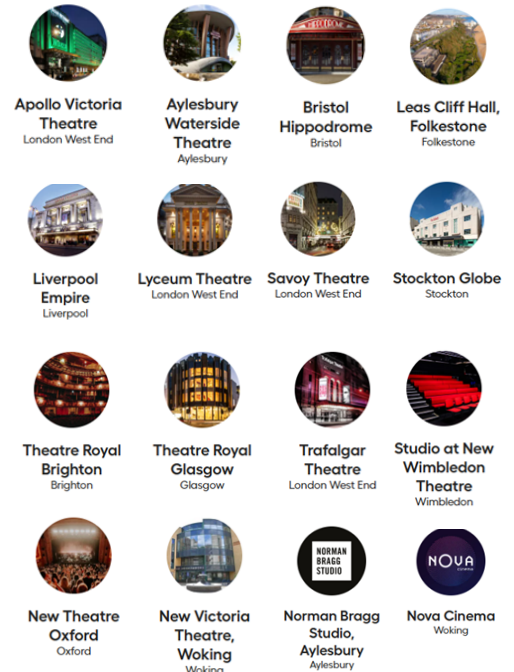 Apollo Victoria
Theatre
London West End
Aylesbury
Waterside
Theatre
Aylesbury
HIPPODROME
Bristol
Hippodrome
Bristol
Leas Cliff Hall,
Folkestone
Folkestone
Liverpool
Empire
Liverpool
Lyceum Theatre
London West End
Savoy Theatre
London West End
Stockton Globe
Stockton
Theatre Royal
Brighton
Brighton
Theatre Royal
Glasgow
Glasgow
Trafalgar
Theatre
London West End
Studio at New
Wimbledon
Theatre
Wimbledon
New Theatre
Oxford
Oxford
New Victoria
Theatre,
Woking
Woking
NORMAN
BRAGG
STUDIO
Norman Bragg
Studio,
Aylesbury
Aylesbury
NOVA
cinema
Nova Cinema
Woking